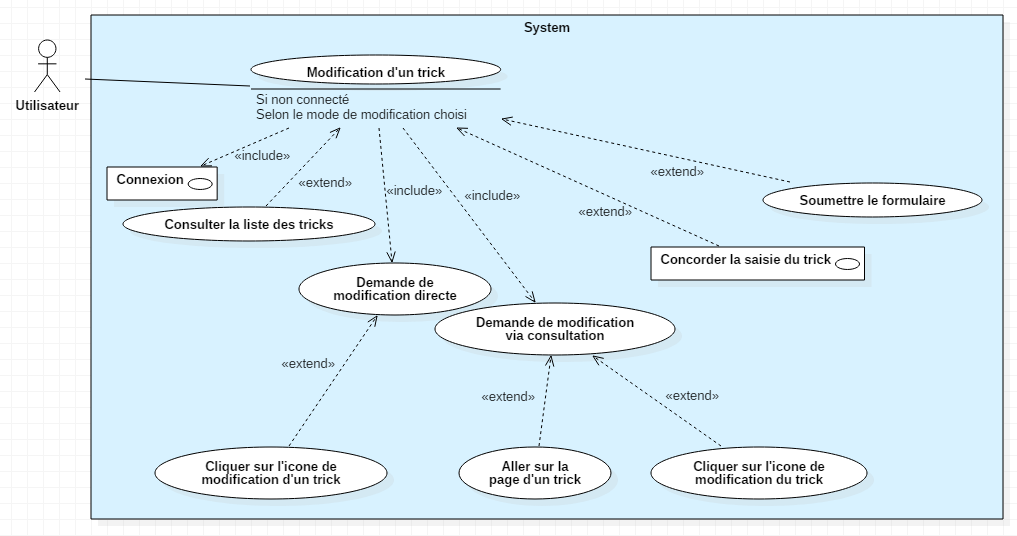 System
Utilisateur
Modification d'un trick
Si non connecté
Selon le mode de modification choisi
«include»
«extend»
«include»
«include»
«extend»
«extend»
Connexion
Consulter la liste des tricks
Soumettre le formulaire
Concorder la saisie du trick
Demande de
modification directe
Demande de modification
via consultation
«extend»
«extend»
«extend»
Cliquer sur l'icone de
modification d'un trick
Aller sur la
page d'un trick
Cliquer sur l'icone de
modification du trick